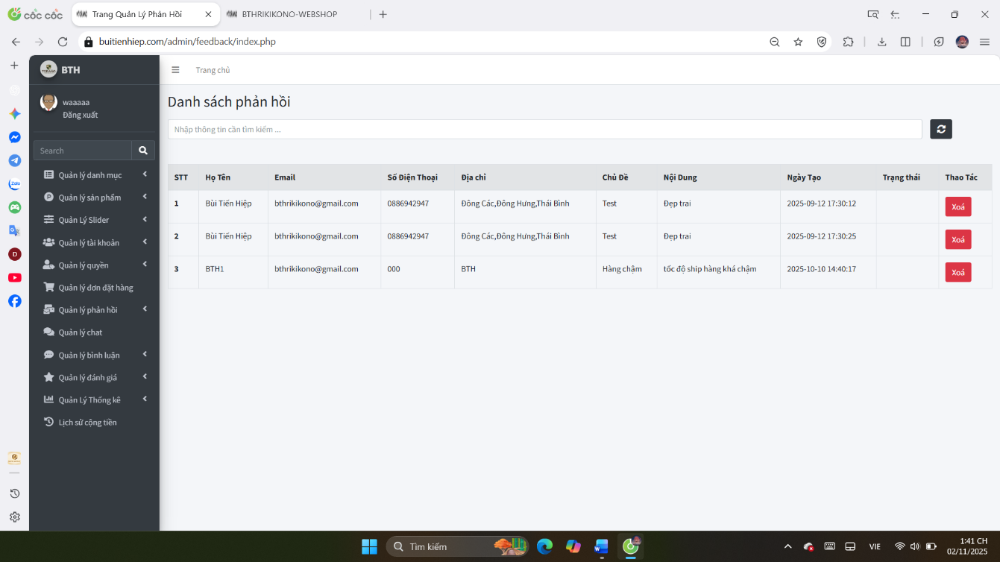 cốc cốc
Trang Quản Lý Phản Hồi
BTHRIKIKONO-WEBSHOP
buitienhiep.com/admin/feedback/index.php
BTH
Trang chủ
waaaaa
Đăng xuất
Search
Quản lý danh mục
Quản lý sản phẩm
Quản Lý Slider
Quản lý tài khoản
Quản lý quyền
Quản lý đơn đặt hàng
Quản lý phản hồi
Quản lý chat
Quản lý bình luận
Quản lý đánh giá
Quản Lý Thống kê
Lịch sử cộng tiền
Zalo
D
Danh sách phản hồi
Nhập thông tin cần tìm kiếm ...
STT Họ Tên Email Số Điện Thoại Địa chỉ Chủ Đề Nội Dung Ngày Tạo Trạng thái Thao Tác
1 Bùi Tiến Hiệp bthrikikono@gmail.com 0886942947 Đông Các,Đông Hưng,Thái Bình Test Đẹp trai 2025-09-12 17:30:12 Xoá
2 Bùi Tiến Hiệp bthrikikono@gmail.com 0886942947 Đông Các,Đông Hưng,Thái Bình Test Đẹp trai 2025-09-12 17:30:25 Xoá
3 BTH1 bthrikikono@gmail.com 000 BTH Hàng chậm tốc độ ship hàng khá chậm 2025-10-10 14:40:17 Xoá
Tìm kiếm
VIE
1:41 CH
02/11/2025